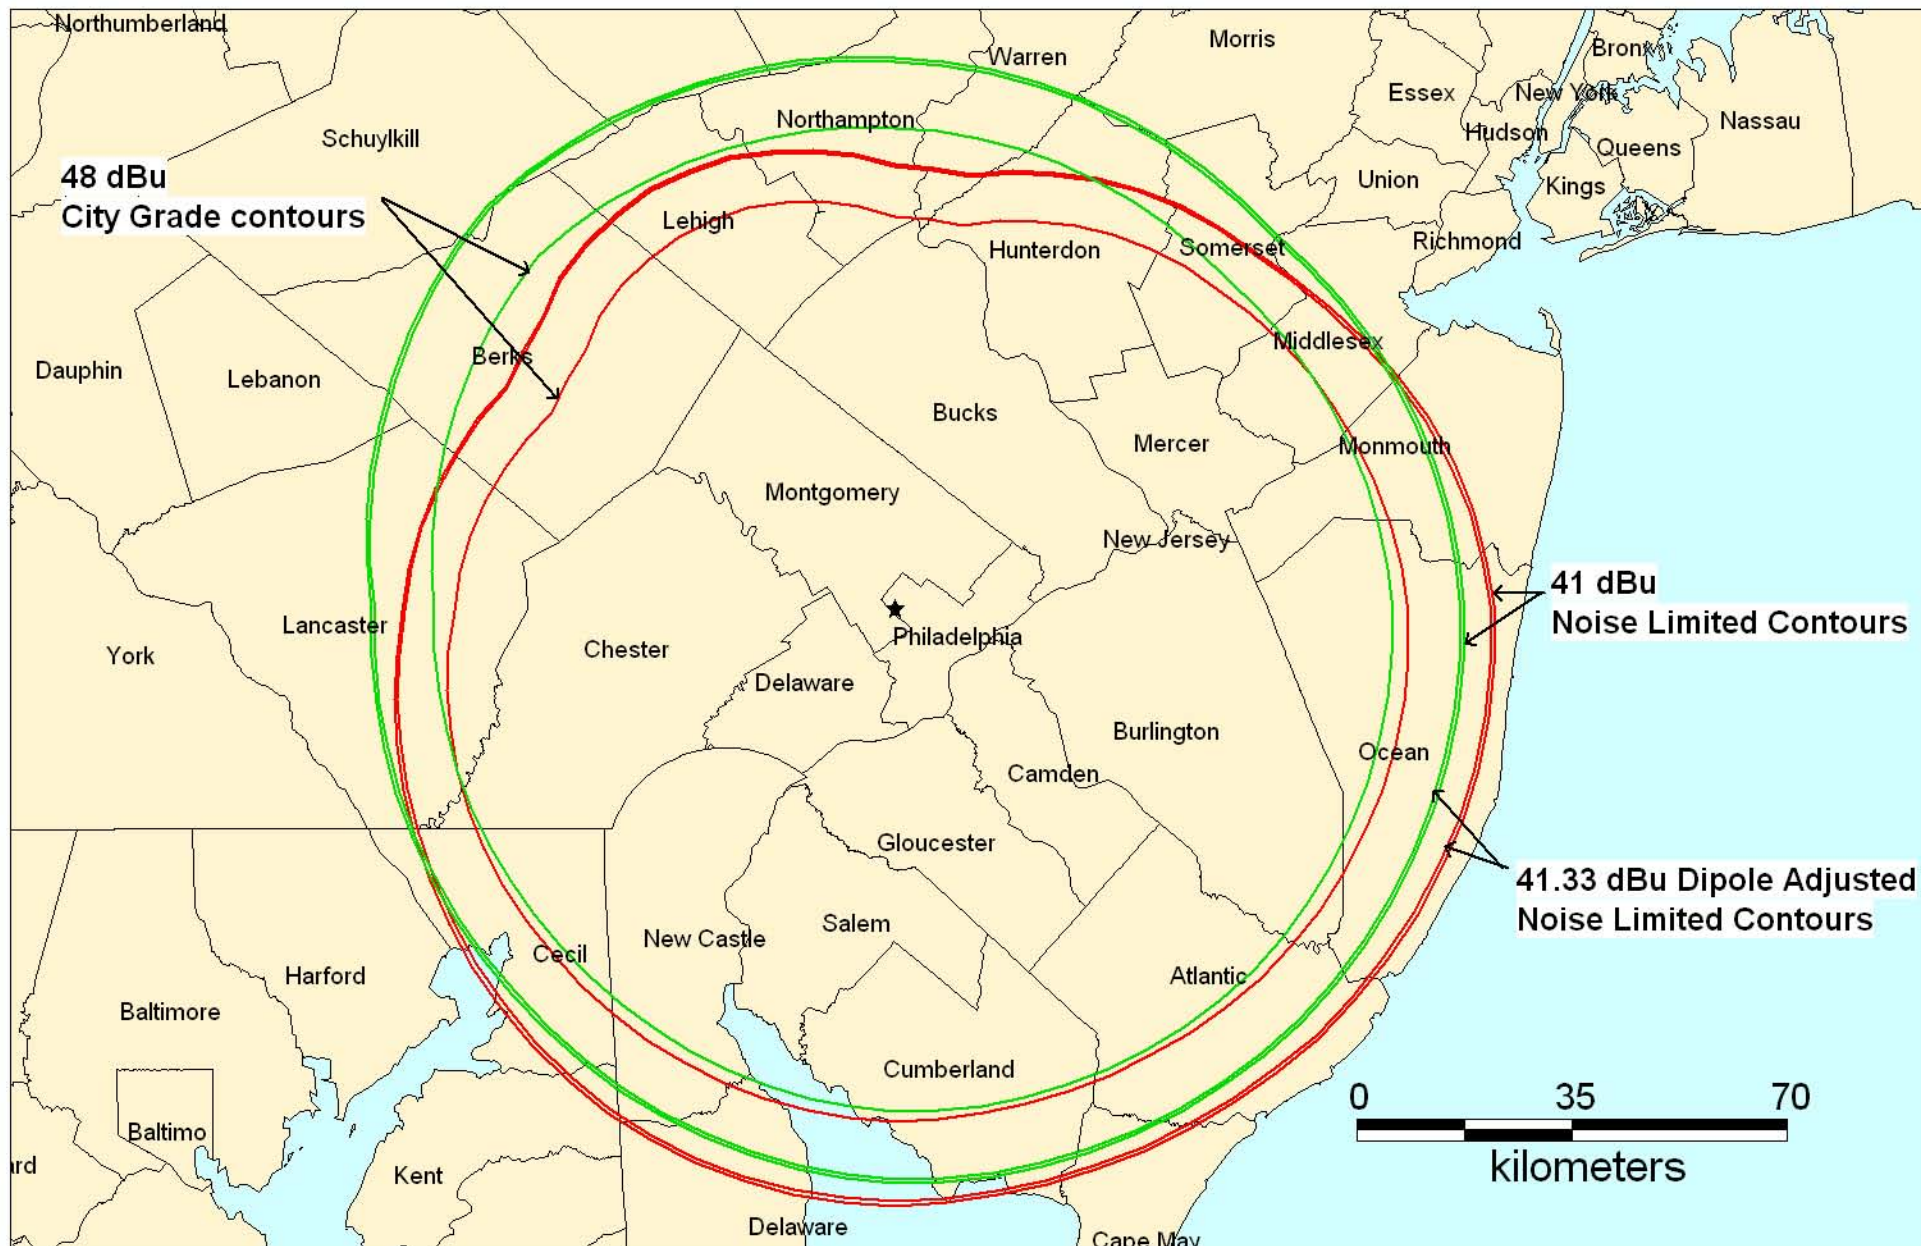 Northumberland
Warren
Morris
Bronx
Essex
New York
Northampton
Schuylkill
Hudson
Nassau
Queens
48 dBu
City Grade contours
Union
Kings
Lehigh
Hunterdon
Somerset
Richmond
Middlesex
Berks
Dauphin
Lebanon
Bucks
Mercer
Monmouth
Montgomery
New Jersey
41 dBu
Noise Limited Contours
Lancaster
Philadelphia
York
Chester
Delaware
Burlington
Ocean
Camden
Gloucester
41.33 dBu Dipole Adjusted
Noise Limited Contours
Salem
New Castle
Cecil
Harford
Atlantic
Baltimore
Cumberland
0 35 70
kilometers
Baltimo
rd
Kent
Delaware
Cape May